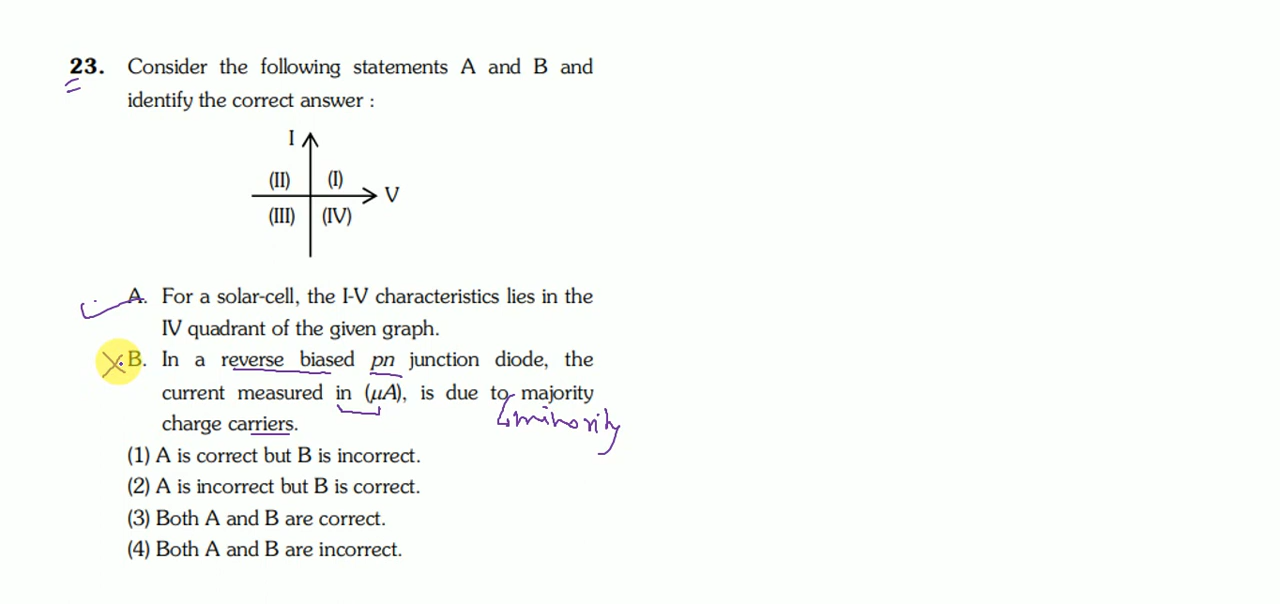 23. Consider the following statements A and B and
identify the correct answer :
I
(II) (I)
V
(III) (IV)
A. For a solar-cell, the I-V characteristics lies in the
IV quadrant of the given graph.
B. In a reverse biased pn junction diode, the
current measured in (μA), is due to majority
charge carriers.
minority
(1) A is correct but B is incorrect.
(2) A is incorrect but B is correct.
(3) Both A and B are correct.
(4) Both A and B are incorrect.